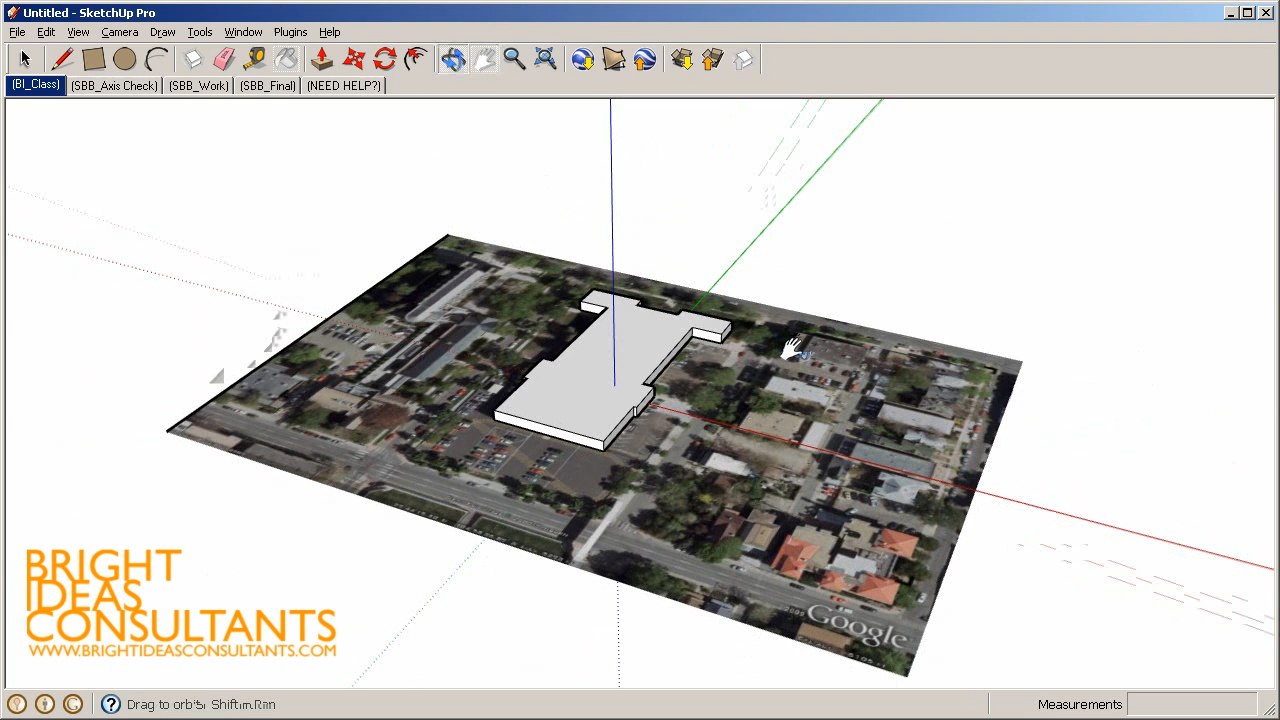 Untitled - SketchUp Pro
File Edit View Camera Draw Tools Window Plugins Help
(BI_Class) (SBB_Axis Check) (SBB_Work) (SBB_Final) (NEED HELP?)
Google
BRIGHT
IDEAS
CONSULTANTS
WWW.BRIGHTIDEASCONSULTANTS.COM
Drag to
Measurements